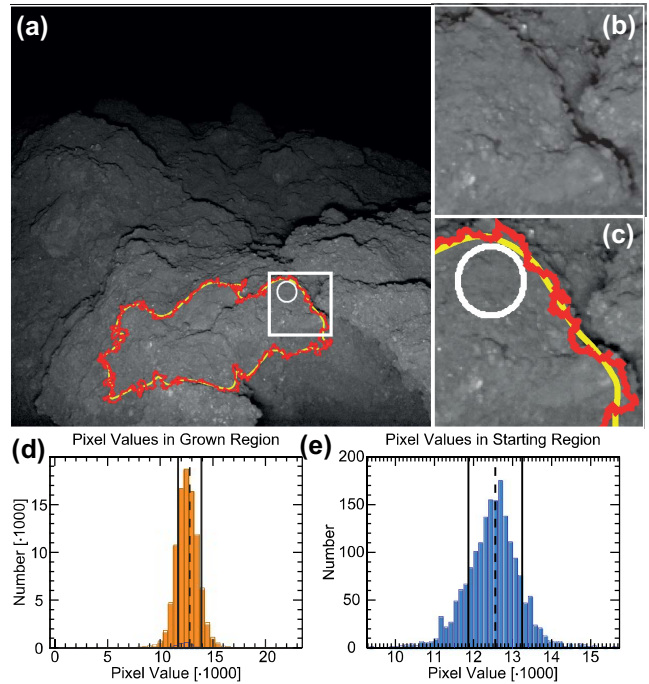 (a)
(b)
(c)
(d)
Pixel Values in Grown Region
15
10
5
0
Number [·1000]
0 5 10 15 20
Pixel Value [·1000]
(e)
Pixel Values in Starting Region
200
150
100
50
0
Number
10 11 12 13 14 15
Pixel Value [·1000]